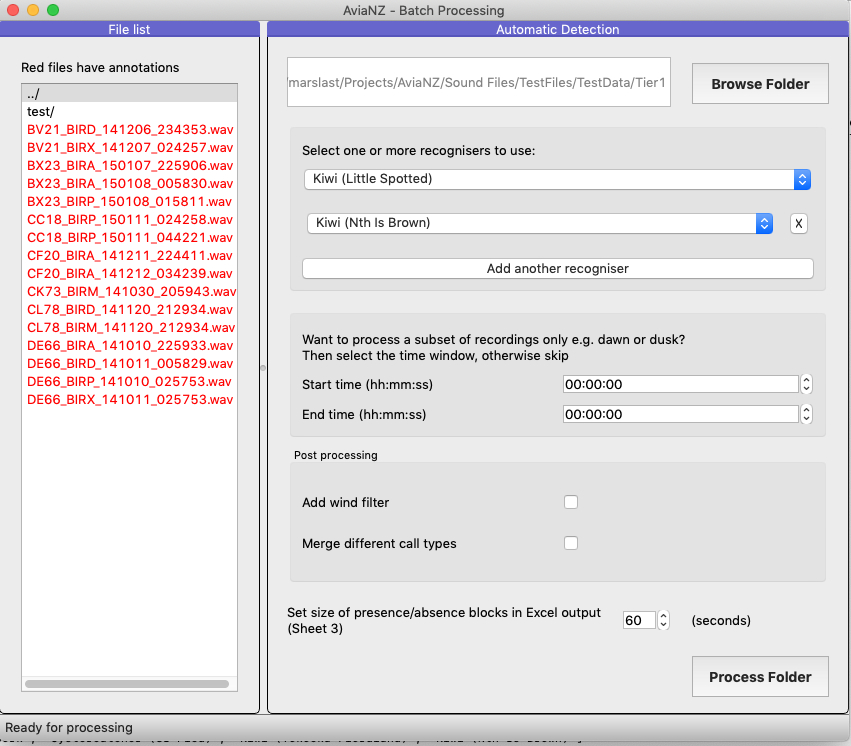 AviaNZ - Batch Processing
File list
Automatic Detection
Red files have annotations
../
test/
BV21_BIRD_141206_234353.wav
BV21_BIRX_141207_024257.wav
BX23_BIRA_150107_225906.wav
BX23_BIRA_150108_005830.wav
BX23_BIRP_150108_015811.wav
CC18_BIRP_150111_024258.wav
CC18_BIRP_150111_044221.wav
CF20_BIRA_141211_224411.wav
CF20_BIRA_141212_034239.wav
CK73_BIRM_141030_205943.wav
CL78_BIRD_141120_212934.wav
CL78_BIRM_141120_212934.wav
DE66_BIRA_141010_225933.wav
DE66_BIRD_141011_005829.wav
DE66_BIRP_141010_025753.wav
DE66_BIRX_141011_025753.wav
marslast/Projects/AviaNZ/Sound Files/TestFiles/TestData/Tier1
Browse Folder
Select one or more recognisers to use:
Kiwi (Little Spotted)
Kiwi (Nth Is Brown)
X
Add another recogniser
Want to process a subset of recordings only e.g. dawn or dusk?
Then select the time window, otherwise skip
Start time (hh:mm:ss)
00:00:00
End time (hh:mm:ss)
00:00:00
Post processing
Add wind filter
Merge different call types
Set size of presence/absence blocks in Excel output
(Sheet 3)
60
(seconds)
Process Folder
Ready for processing